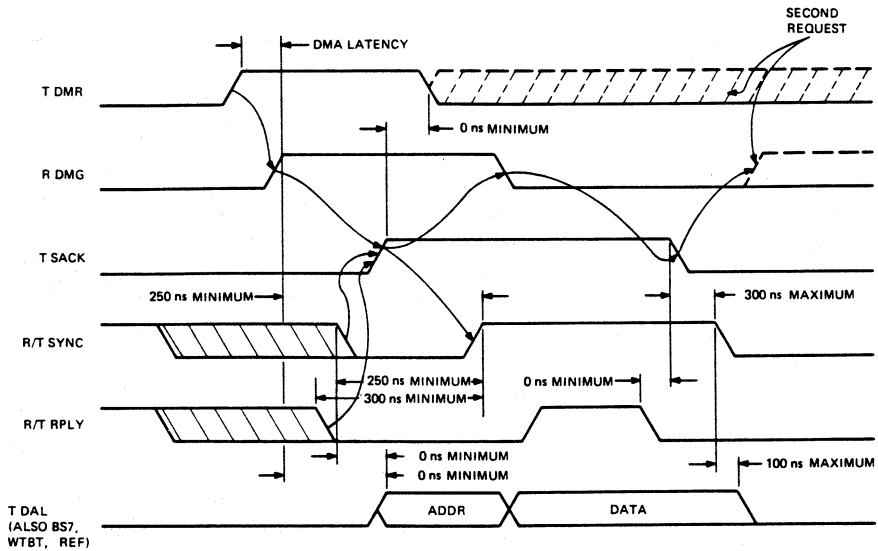 SECOND
REQUEST
DMA LATENCY
T DMR
0 ns MINIMUM
R DMG
T SACK
250 ns MINIMUM
300 ns MAXIMUM
R/T SYNC
250 ns MINIMUM
0 ns MINIMUM
300 ns MINIMUM
R/T RPLY
0 ns MINIMUM
100 ns MAXIMUM
0 ns MINIMUM
T DAL
(ALSO BS7,
WTBT, REF)
ADDR
DATA